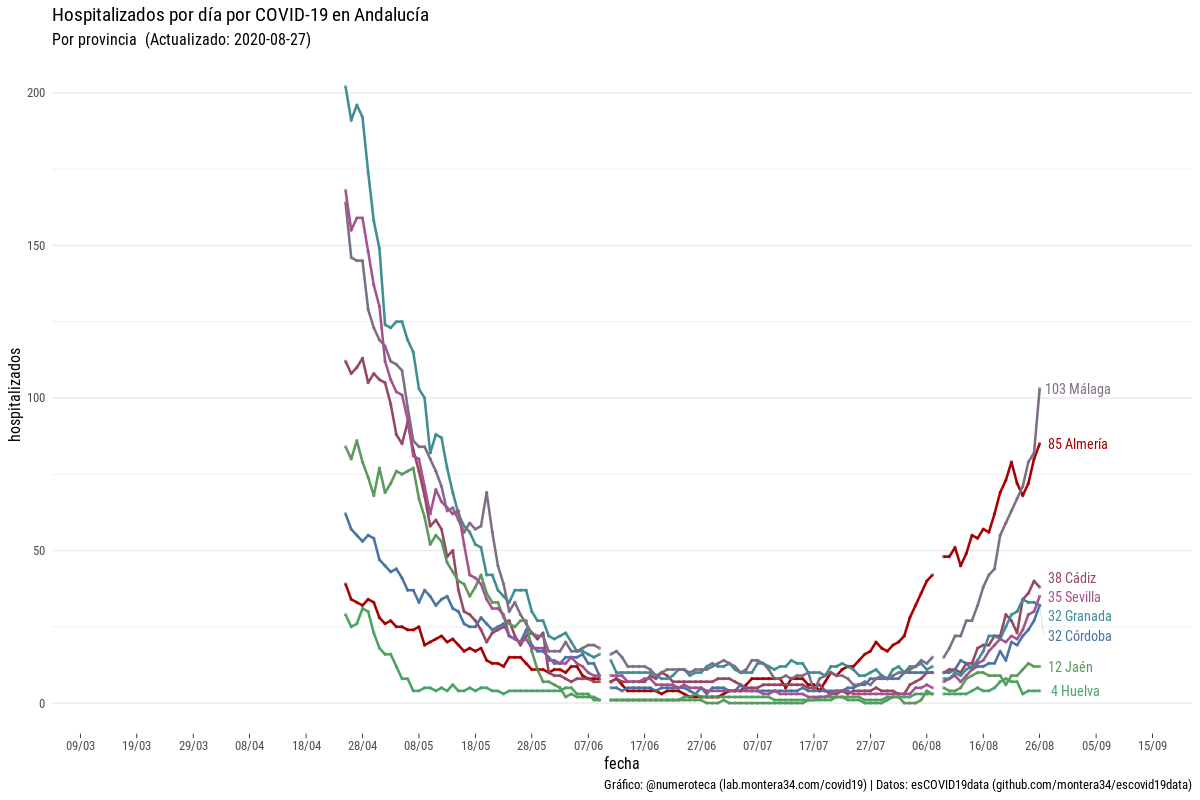 Hospitalizados por día por COVID-19 en Andalucía
Por provincia (Actualizado: 2020-08-27)
hospitalizados
200
150
100
50
0
103 Málaga
85 Almería
38 Cádiz
35 Sevilla
32 Granada
32 Córdoba
12 Jaén
4 Huelva
09/03 19/03 29/03 08/04 18/04 28/04 08/05 18/05 28/05 07/06 17/06 27/06 07/07 17/07 27/07 06/08 16/08 26/08 05/09 15/09
fecha
Gráfico: @numeroteca (lab.montera34.com/covid19) | Datos: esCOVID19data (github.com/montera34/escovid19data)